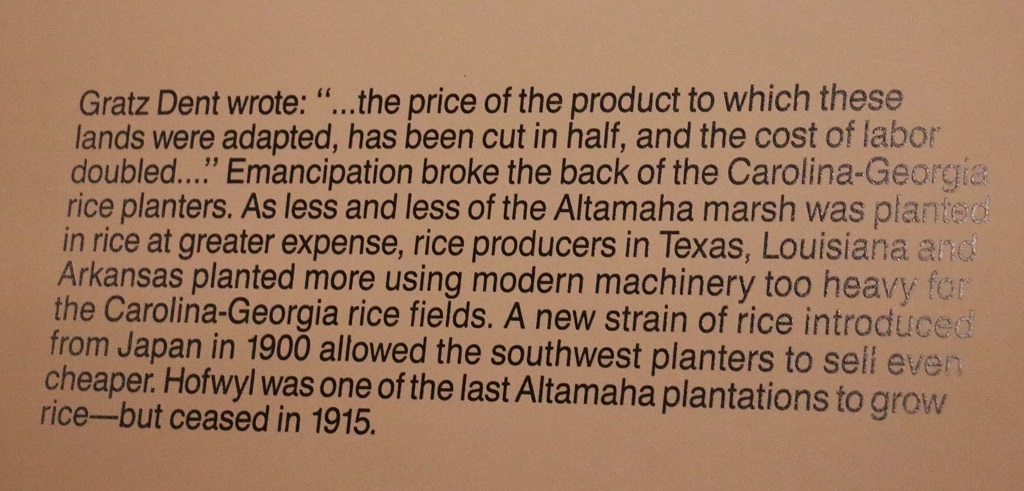 Gratz Dent wrote: “...the price of the product to which these
lands were adapted, has been cut in half, and the cost of labor
doubled....” Emancipation broke the back of the Carolina-Georgia
rice planters. As less and less of the Altamaha marsh was planted
in rice at greater expense, rice producers in Texas, Louisiana and
Arkansas planted more using modern machinery too heavy for
the Carolina-Georgia rice fields. A new strain of rice introduced
from Japan in 1900 allowed the southwest planters to sell even
cheaper. Hofwyl was one of the last Altamaha plantations to grow
rice—but ceased in 1915.